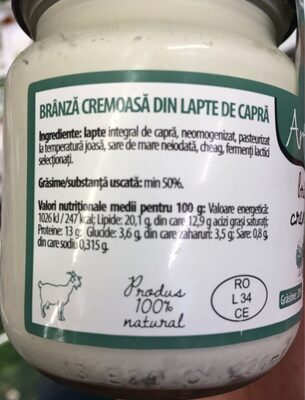 BRÂNZĂ CREMOASĂ DIN LAPTE DE CAPRĂ
Ingrediente: lapte integral de capră, neomogenizat, pasteurizat
la temperatură joasă, sare de mare neiodată, cheag, fermenți lactici
selecționați.
Grăsime/substanță uscată: min 50%.
Valori nutriționale medii pentru 100 g: Valoare energetică:
1026 kJ / 247 kcal; Lipide: 20,1 g, din care 12,9 g acizi grași saturați;
Proteine: 13 g; Glucide: 3,6 g, din care zaharuri: 3,5 g; Sare: 0,8 g,
din care sodiu 0,315 g.
Produs
100%
natural
RO
L 34
CE